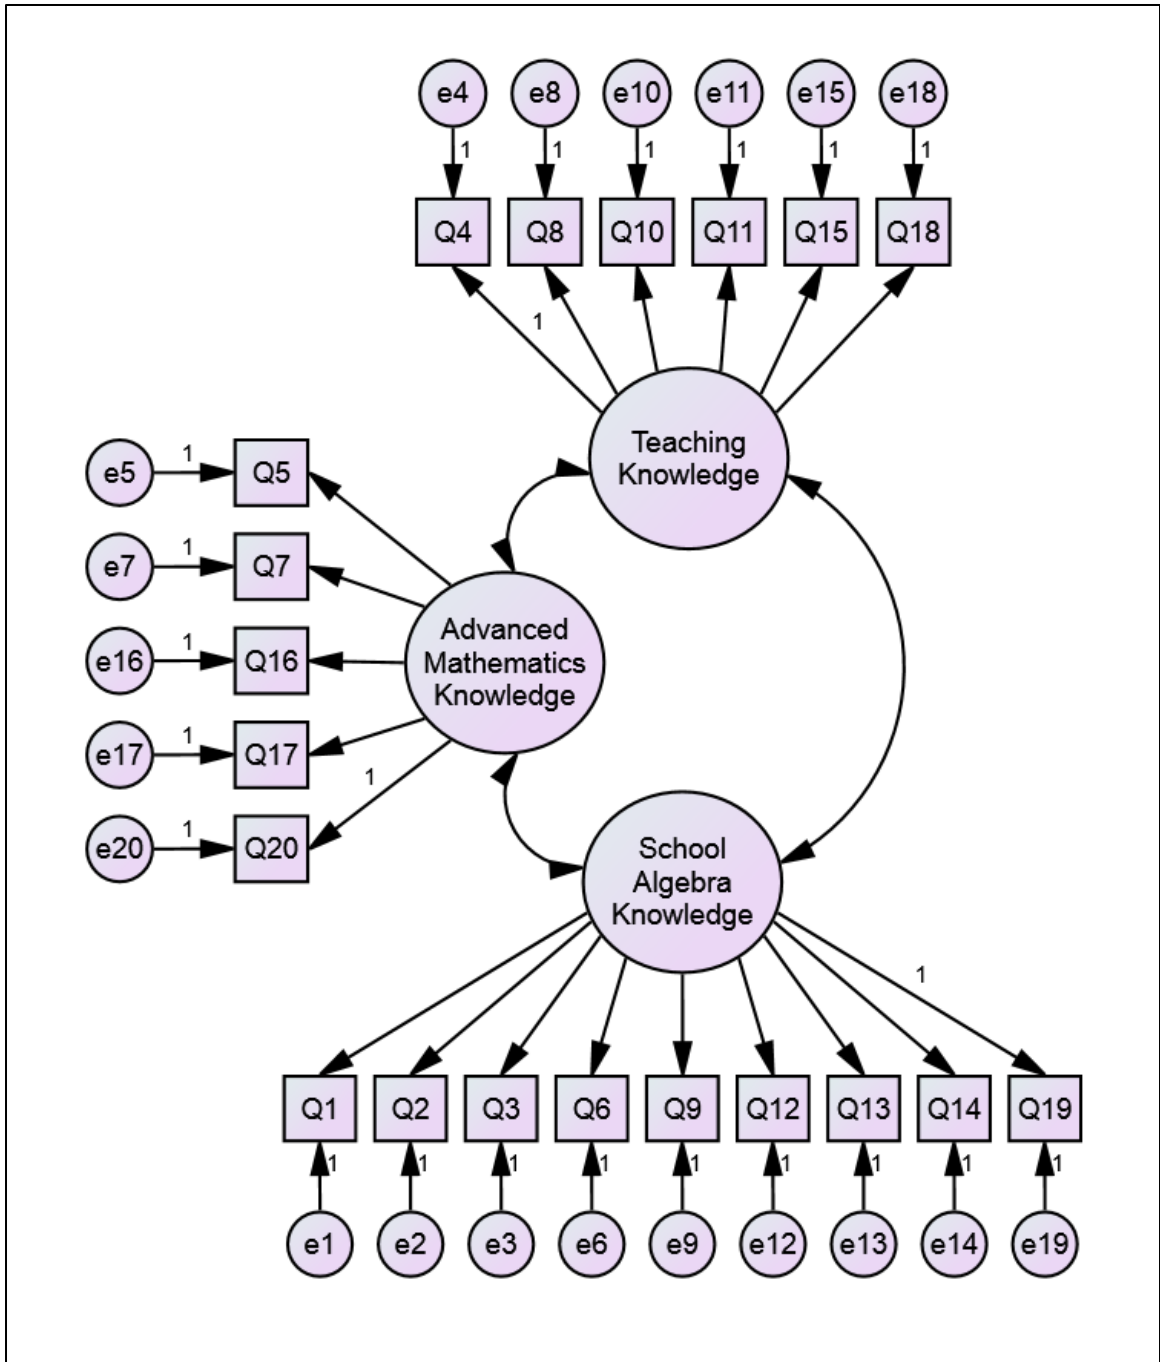 e4 e8 e10 e11 e15 e18
1 1 1 1 1 1
Q4 Q8 Q10 Q11 Q15 Q18
1
Teaching
Knowledge
e5 1 Q5
e7 1 Q7
e16 1 Q16
e17 1 Q17
1
e20 1 Q20
Advanced
Mathematics
Knowledge
School
Algebra
Knowledge
1
Q1 Q2 Q3 Q6 Q9 Q12 Q13 Q14 Q19
1 1 1 1 1 1 1 1 1
e1 e2 e3 e6 e9 e12 e13 e14 e19